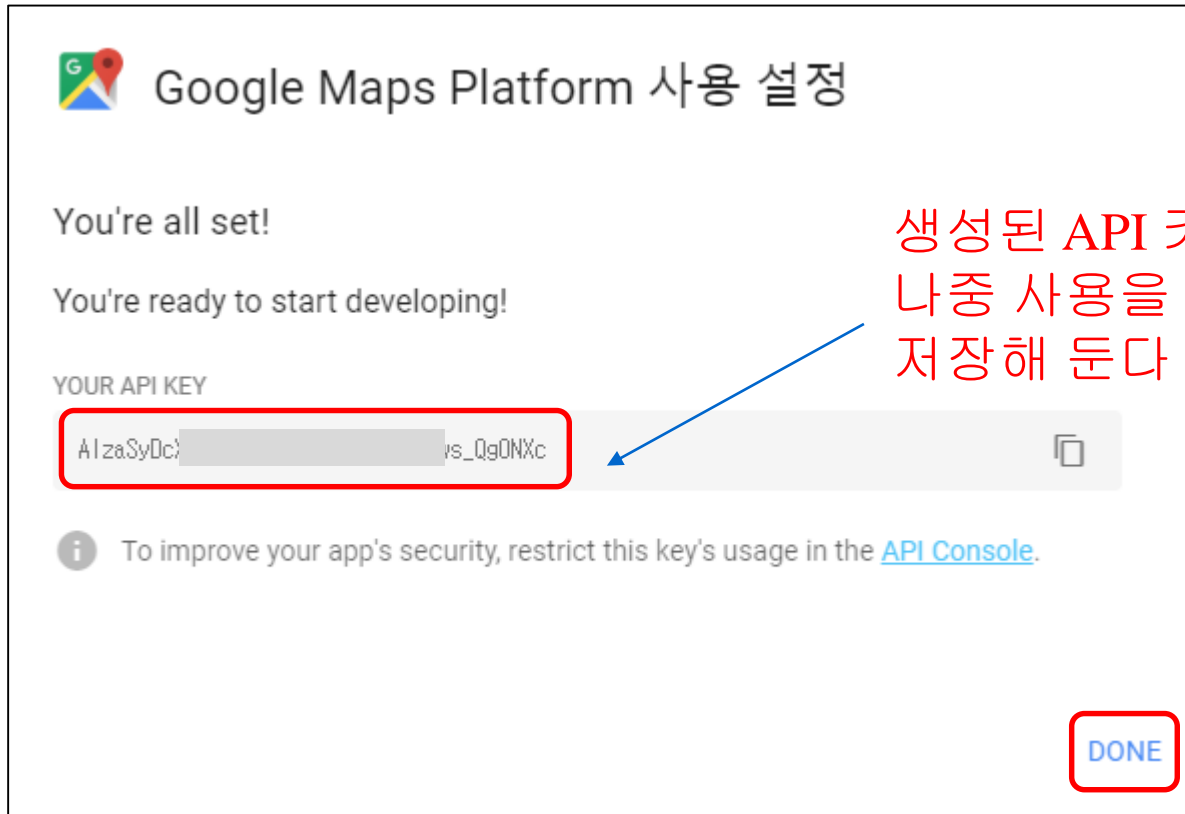 Google Maps Platform 사용 설정
You're all set!
생성된 API
You're ready to start developing!
나중 사용을
저장해 둔다
YOUR API KEY
AIzaSyDc vs_QgONXc
To improve your app's security, restrict this key's usage in the API Console.
DONE